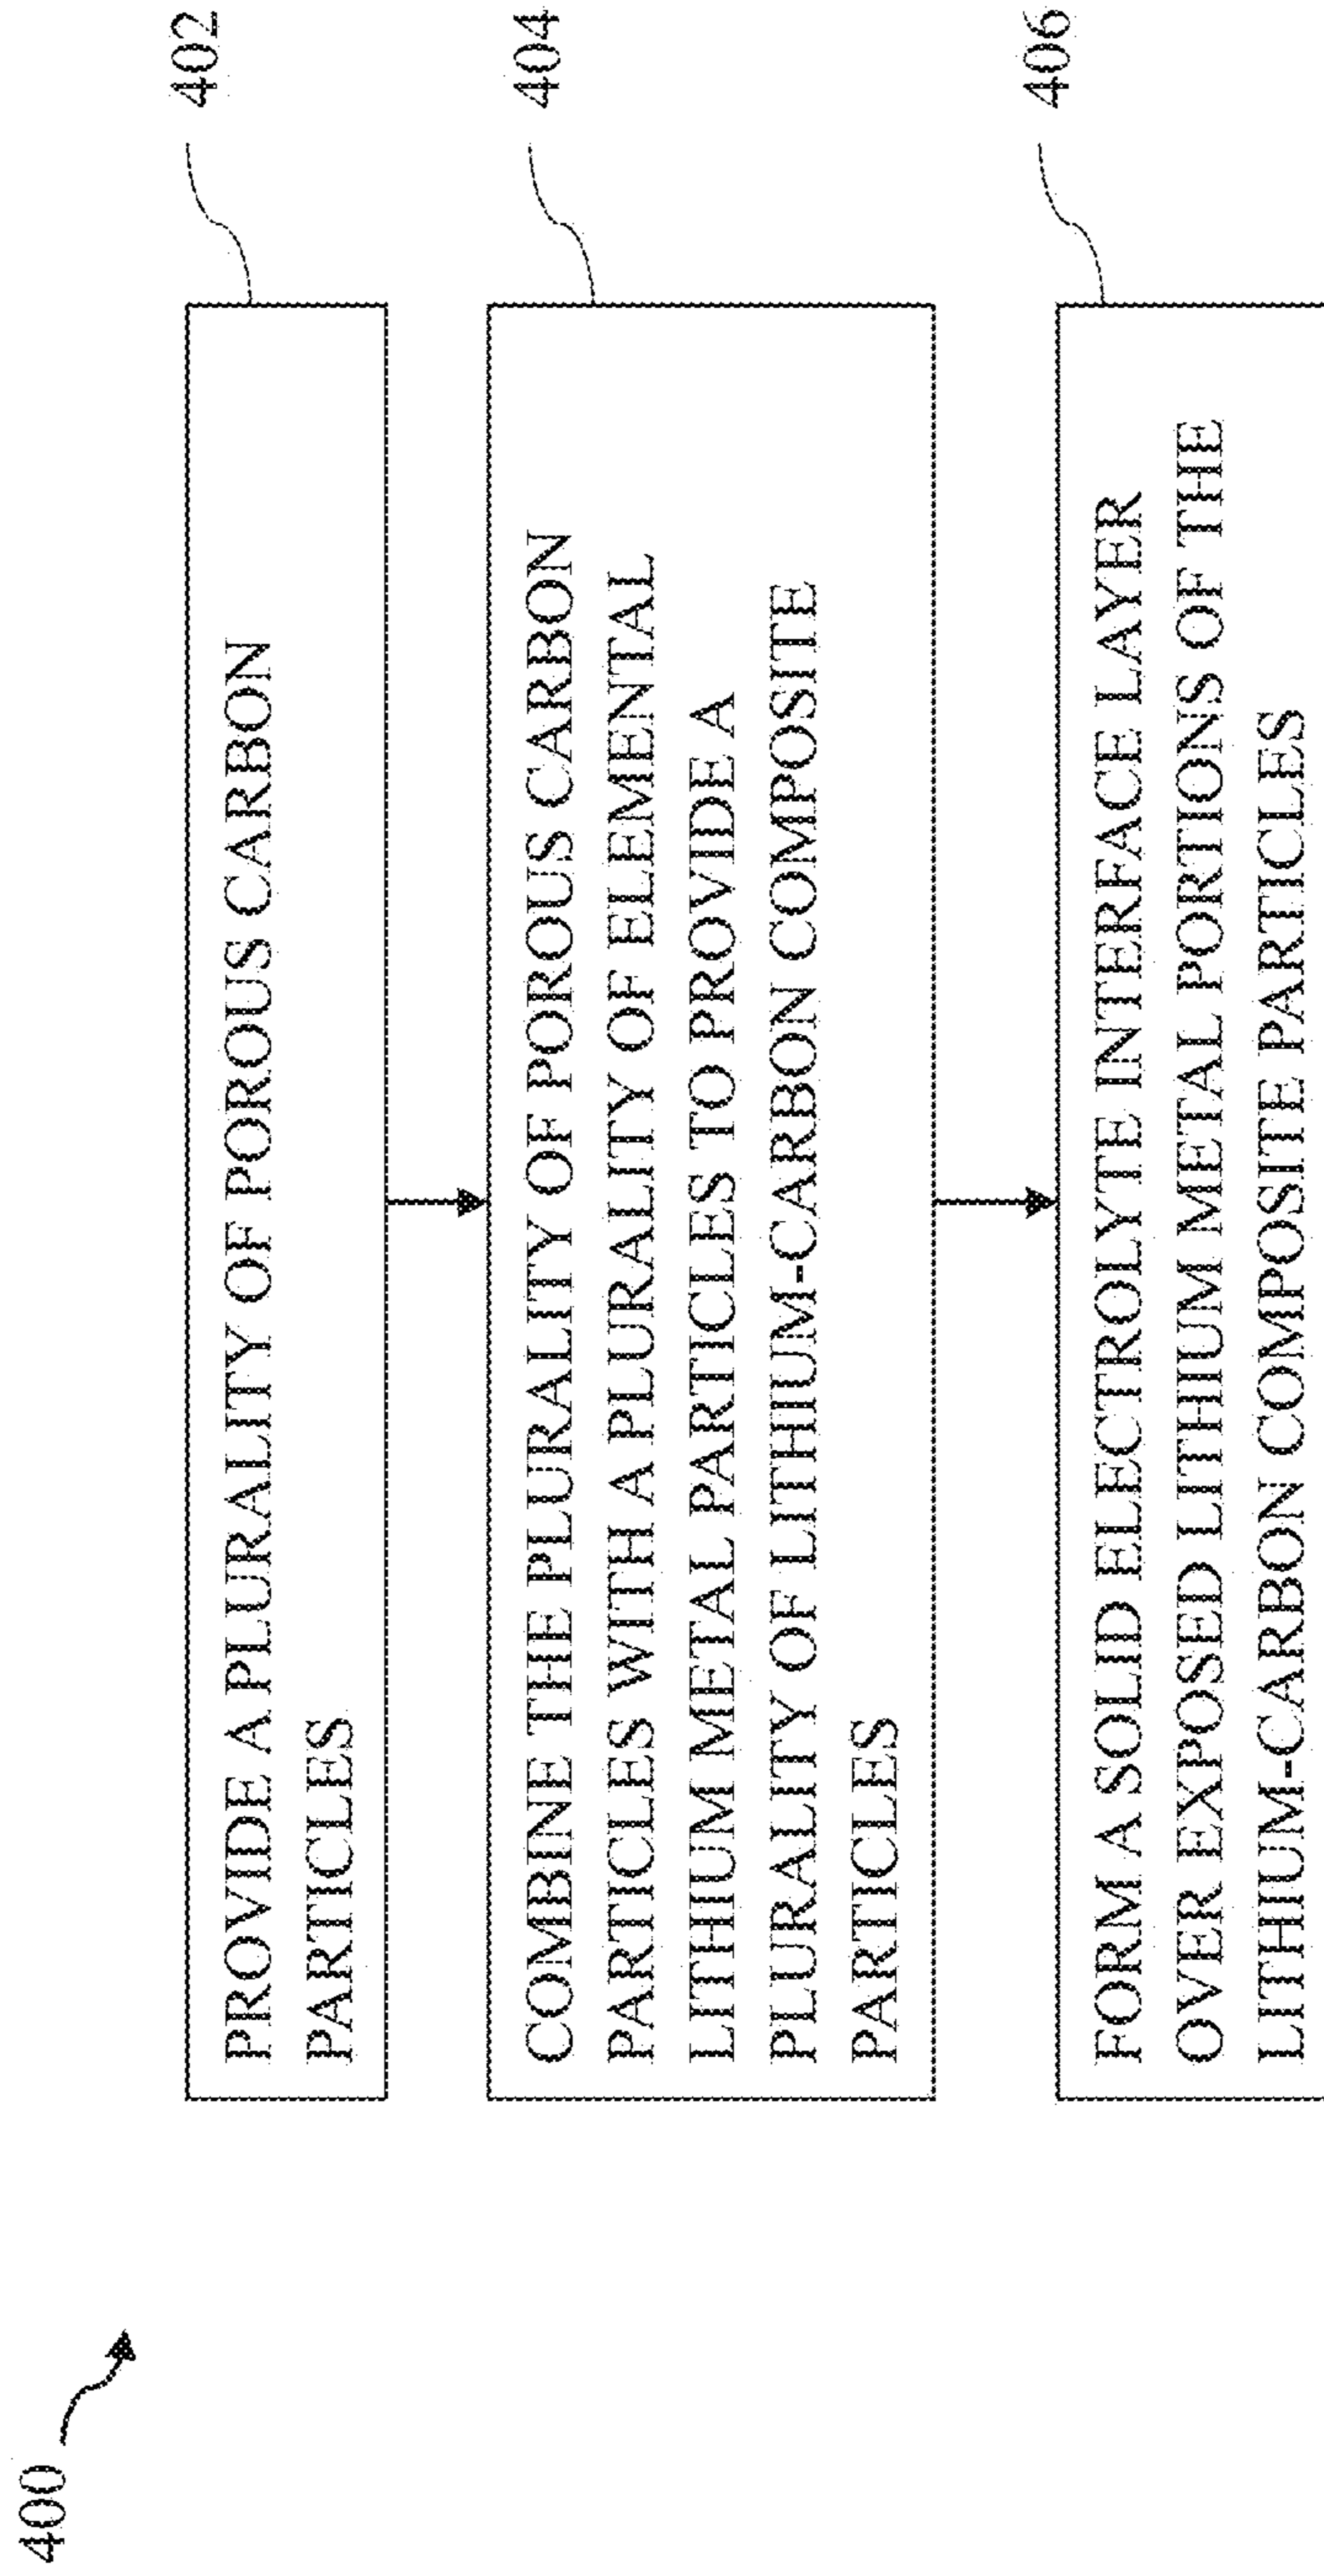 400
402
PROVIDE A PLURALITY OF POROUS CARBON
PARTICLES
404
COMBINE THE PLURALITY OF POROUS CARBON
PARTICLES WITH A PLURALITY OF ELEMENTAL
LITHIUM METAL PARTICLES TO PROVIDE A
PLURALITY OF LITHIUM-CARBON COMPOSITE
PARTICLES
406
FORM A SOLID ELECTROLYTE INTERFACE LAYER
OVER EXPOSED LITHIUM METAL PORTIONS OF THE
LITHIUM-CARBON COMPOSITE PARTICLES